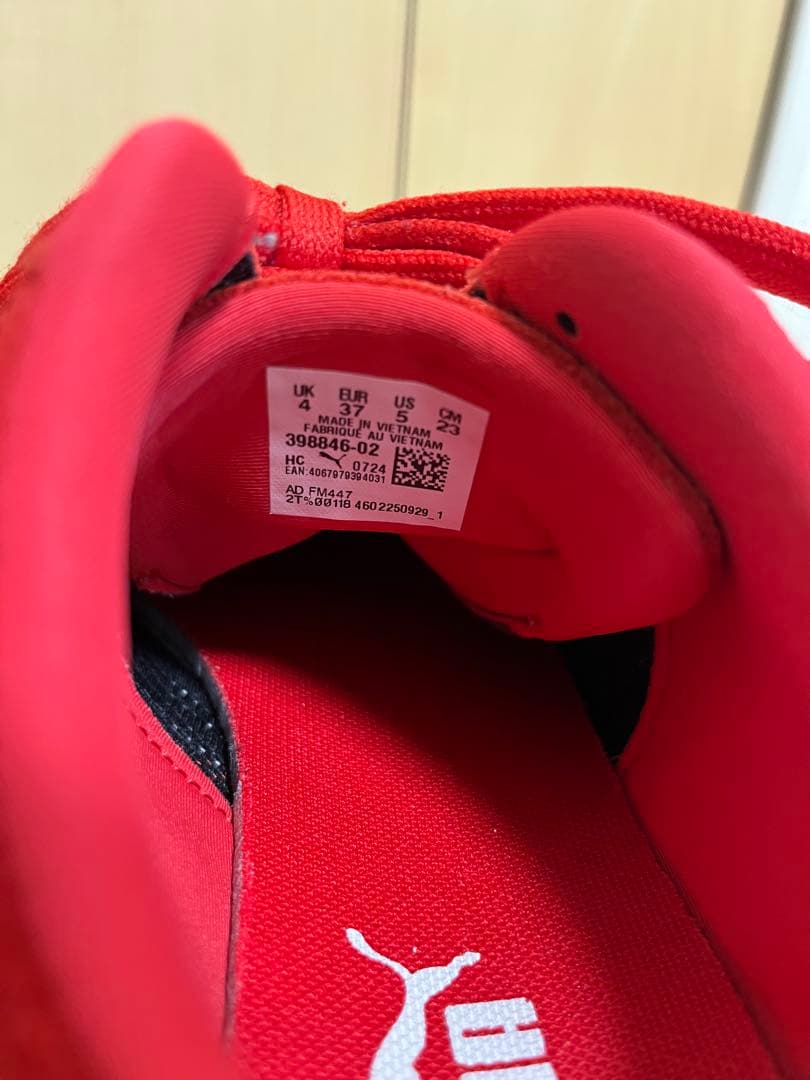 UK EUR US CM
4 37 5 23
MADE IN VIETNAM
FABRIQUÉ AU VIETNAM
398846-02
HC 0724
EAN:4067979394031
AD FM447
2T%00118 4602250929_1